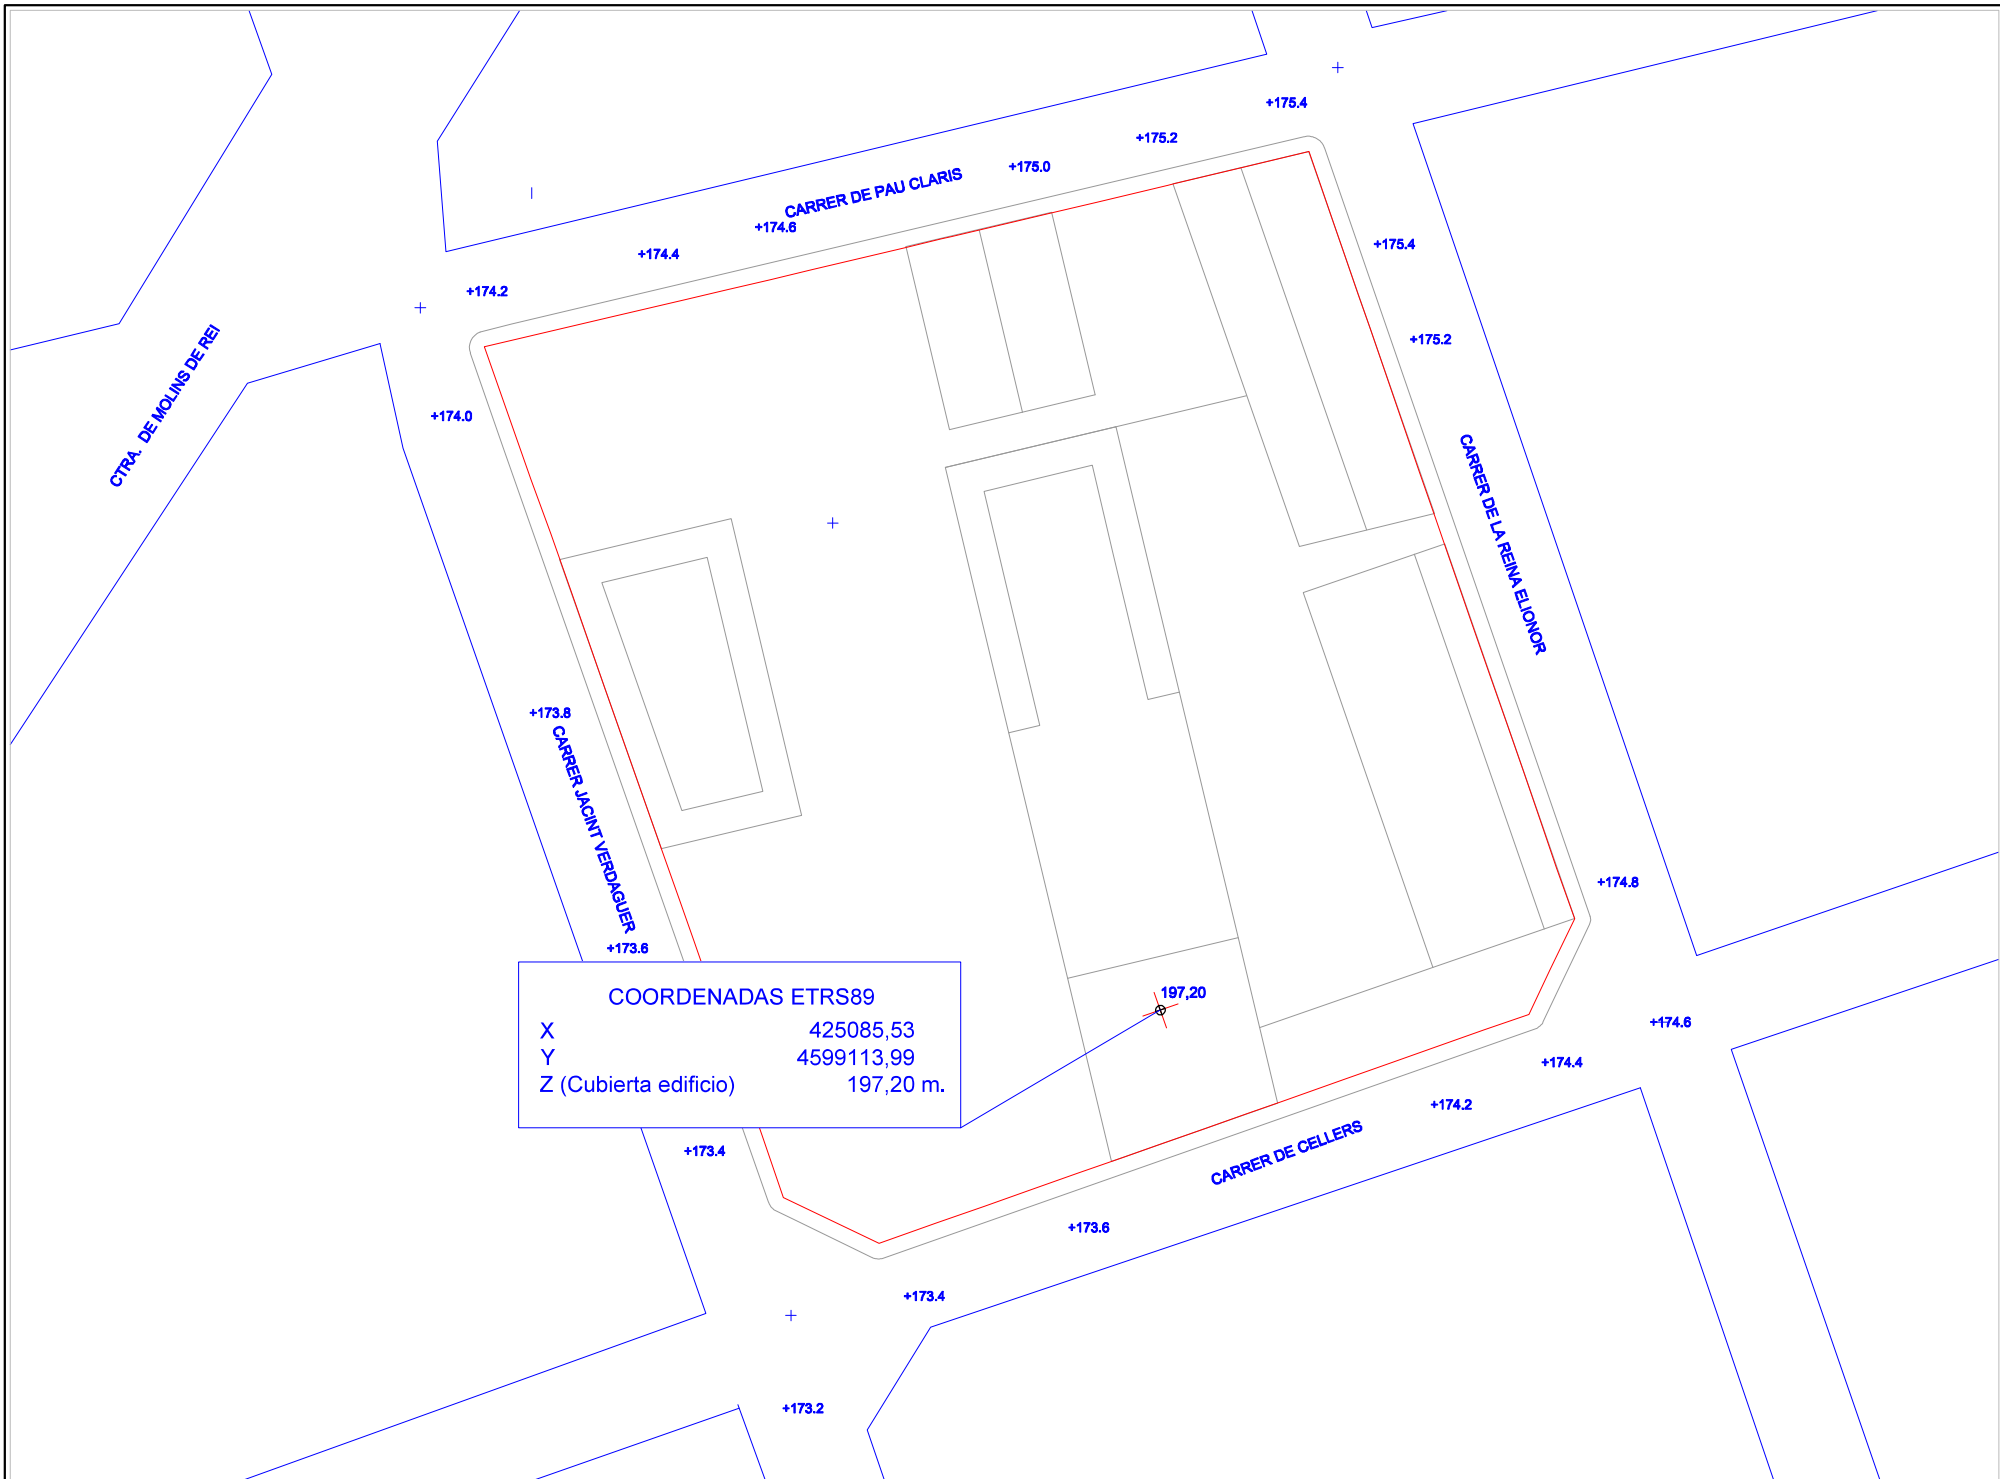 +175.4
+175.2
+175.0
CARRER DE PAU CLARIS
+174.6
+174.4
+174.2
+175.4
+175.2
CTRA. DE MOLINS DE REI
+174.0
CARRER DE LA REINA ELIONOR
+173.8
CARRER JACINT VERDAGUER
+174.8
+173.6
COORDENADAS ETRS89
X 425085,53
Y 4599113,99
Z (Cubierta edificio) 197,20 m.
197,20
+174.6
+174.4
+174.2
+173.4
CARRER DE CELLERS
+173.6
+173.4
+173.2